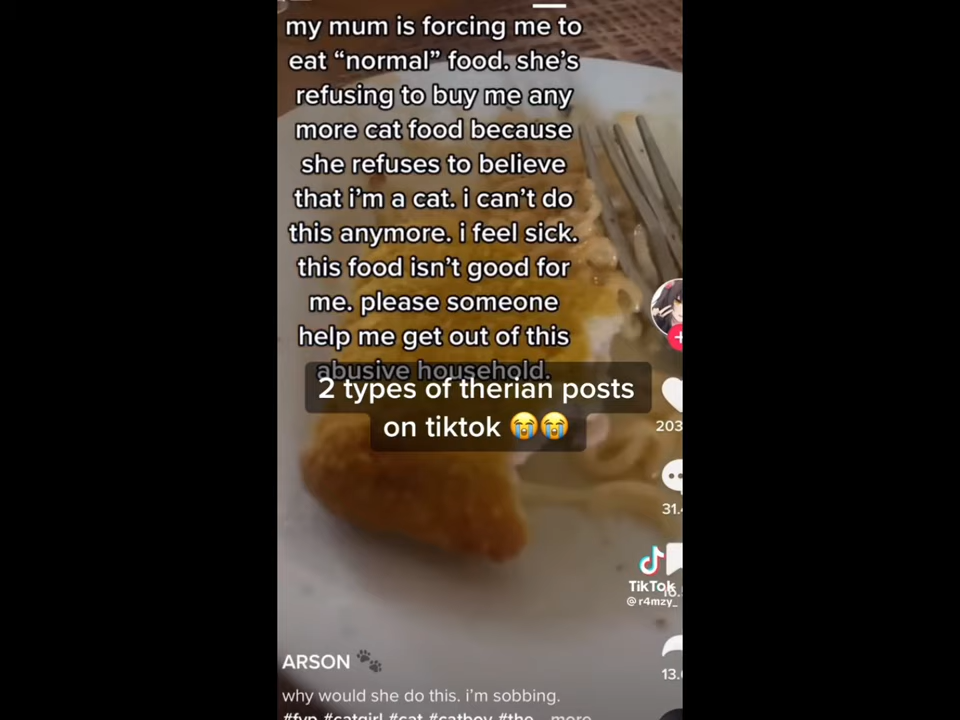 my mum is forcing me to
eat “normal” food. she’s
refusing to buy me any
more cat food because
she refuses to believe
that i’m a cat. i can’t do
this anymore. i feel sick.
this food isn’t good for
me. please someone
help me get out of this
abusive household.
2 types of therian posts
on tiktok 😭😭
203
31.
TikTok
@r4mzy_
13.
ARSON 🐾
why would she do this. i’m sobbing.
#fyp #catgirl #cat #catboy #the... more